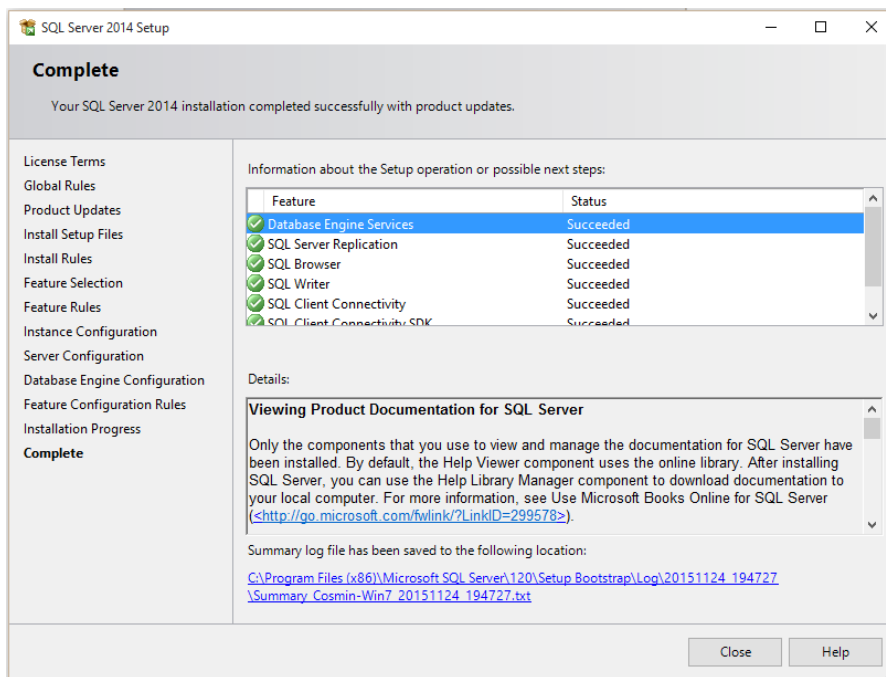 SQL Server 2014 Setup
Complete
Your SQL Server 2014 installation completed successfully with product updates.
License Terms
Global Rules
Product Updates
Install Setup Files
Install Rules
Feature Selection
Feature Rules
Instance Configuration
Server Configuration
Database Engine Configuration
Feature Configuration Rules
Installation Progress
Complete
Information about the Setup operation or possible next steps:
Feature Status
Database Engine Services Succeeded
SQL Server Replication Succeeded
SQL Browser Succeeded
SQL Writer Succeeded
SQL Client Connectivity Succeeded
SQL Client Connectivity SDK Succeeded
Details:
Viewing Product Documentation for SQL Server
Only the components that you use to view and manage the documentation for SQL Server have
been installed. By default, the Help Viewer component uses the online library. After installing
SQL Server, you can use the Help Library Manager component to download documentation to
your local computer. For more information, see Use Microsoft Books Online for SQL Server
(<http://go.microsoft.com/fwlink/?LinkID=299578>).
Summary log file has been saved to the following location:
C:\Program Files (x86)\Microsoft SQL Server\120\Setup Bootstrap\Log\20151124_194727
\Summary_Cosmin-Win7_20151124_194727.txt
Close Help